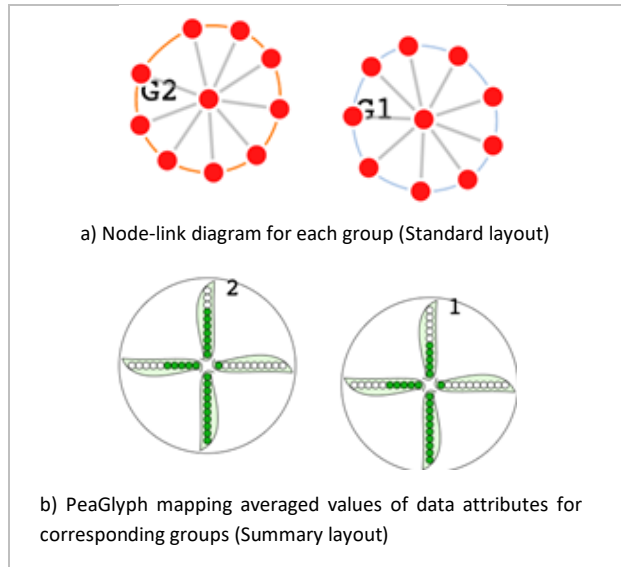 G2
G1
a) Node-link diagram for each group (Standard layout)
2
1
b) PeaGlyph mapping averaged values of data attributes for
corresponding groups (Summary layout)